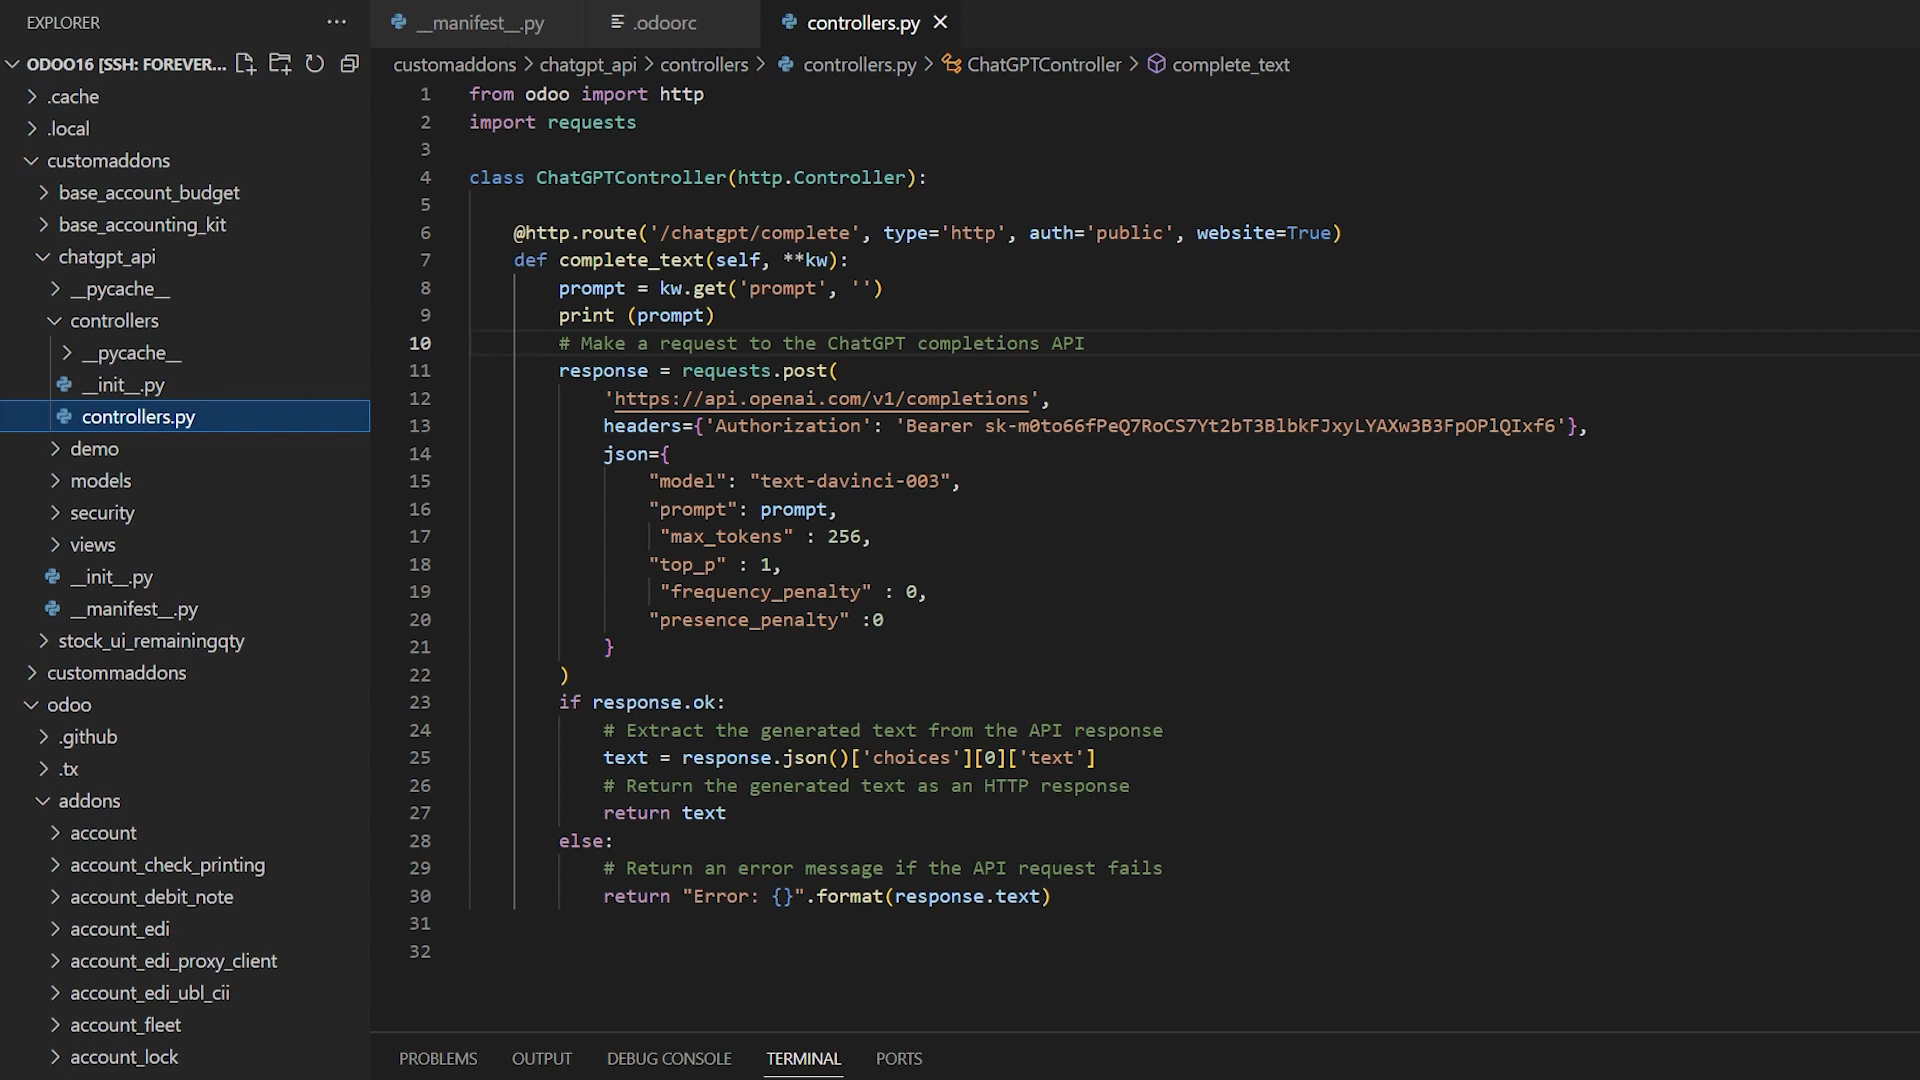 EXPLORER
ODOO16 [SSH: FOREVER...
.cache
.local
customaddons
base_account_budget
base_accounting_kit
chatgpt_api
__pycache__
controllers
__pycache__
__init__.py
controllers.py
demo
models
security
views
__init__.py
__manifest__.py
stock_ui_remainingqty
custommaddons
odoo
.github
.tx
addons
account
account_check_printing
account_debit_note
account_edi
account_edi_proxy_client
account_edi_ubl_cii
account_fleet
account_lock
__manifest__.py .odoorc controllers.py
customaddons > chatgpt_api > controllers > controllers.py > ChatGPTController > complete_text
1 from odoo import http
2 import requests
3
4 class ChatGPTController(http.Controller):
5
6 @http.route('/chatgpt/complete', type='http', auth='public', website=True)
7 def complete_text(self, **kw):
8 prompt = kw.get('prompt', '')
9 print (prompt)
10 # Make a request to the ChatGPT completions API
11 response = requests.post(
12 'https://api.openai.com/v1/completions',
13 headers={'Authorization': 'Bearer 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'},
14 json={
15 "model": "text-davinci-003",
16 "prompt": prompt,
17 "max_tokens" : 256,
18 "top_p" : 1,
19 "frequency_penalty" : 0,
20 "presence_penalty" :0
21 }
22 )
23 if response.ok:
24 # Extract the generated text from the API response
25 text = response.json()['choices'][0]['text']
26 # Return the generated text as an HTTP response
27 return text
28 else:
29 # Return an error message if the API request fails
30 return "Error: {}".format(response.text)
31
32
PROBLEMS OUTPUT DEBUG CONSOLE TERMINAL PORTS